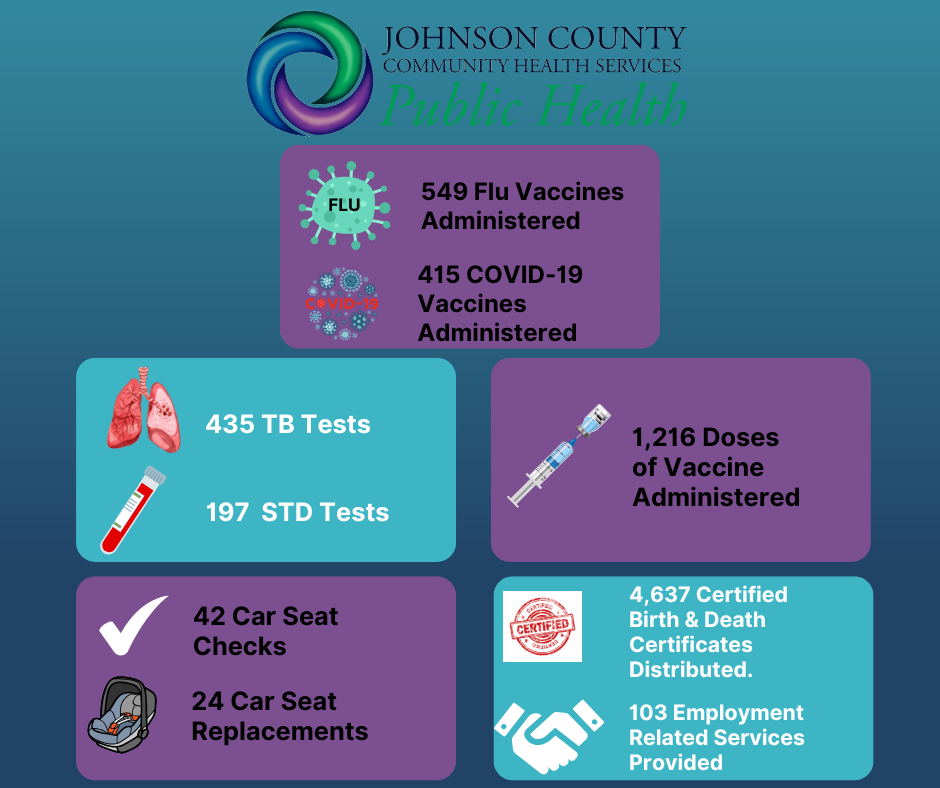 JOHNSON COUNTY
COMMUNITY HEALTH SERVICES
Public Health
FLU
549 Flu Vaccines
Administered
COVID-19
415 COVID-19
Vaccines
Administered
435 TB Tests
197 STD Tests
1,216 Doses
of Vaccine
Administered
42 Car Seat
Checks
24 Car Seat
Replacements
CERTIFIED
CERTIFIED
CERTIFIED
4,637 Certified
Birth & Death
Certificates
Distributed.
103 Employment
Related Services
Provided